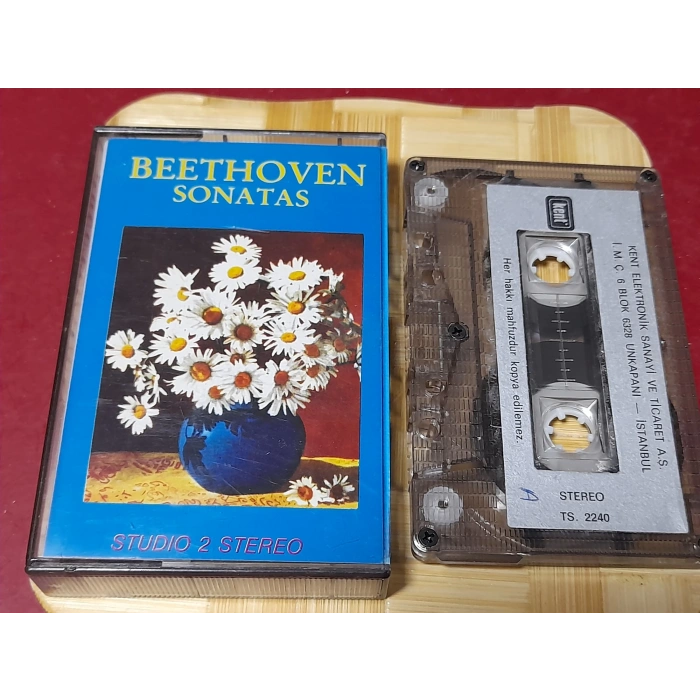 BEETHOVEN
SONATAS
STUDIO 2 STEREO
kent
KENT ELEKTRONİK SANAYİ VE TİCARET A.Ş.
İ M Ç. 6 BLOK 6328 UNKAPANI — İSTANBUL
Her hakkı mahfuzdur kopya edilemez.
STEREO
TS. 2240